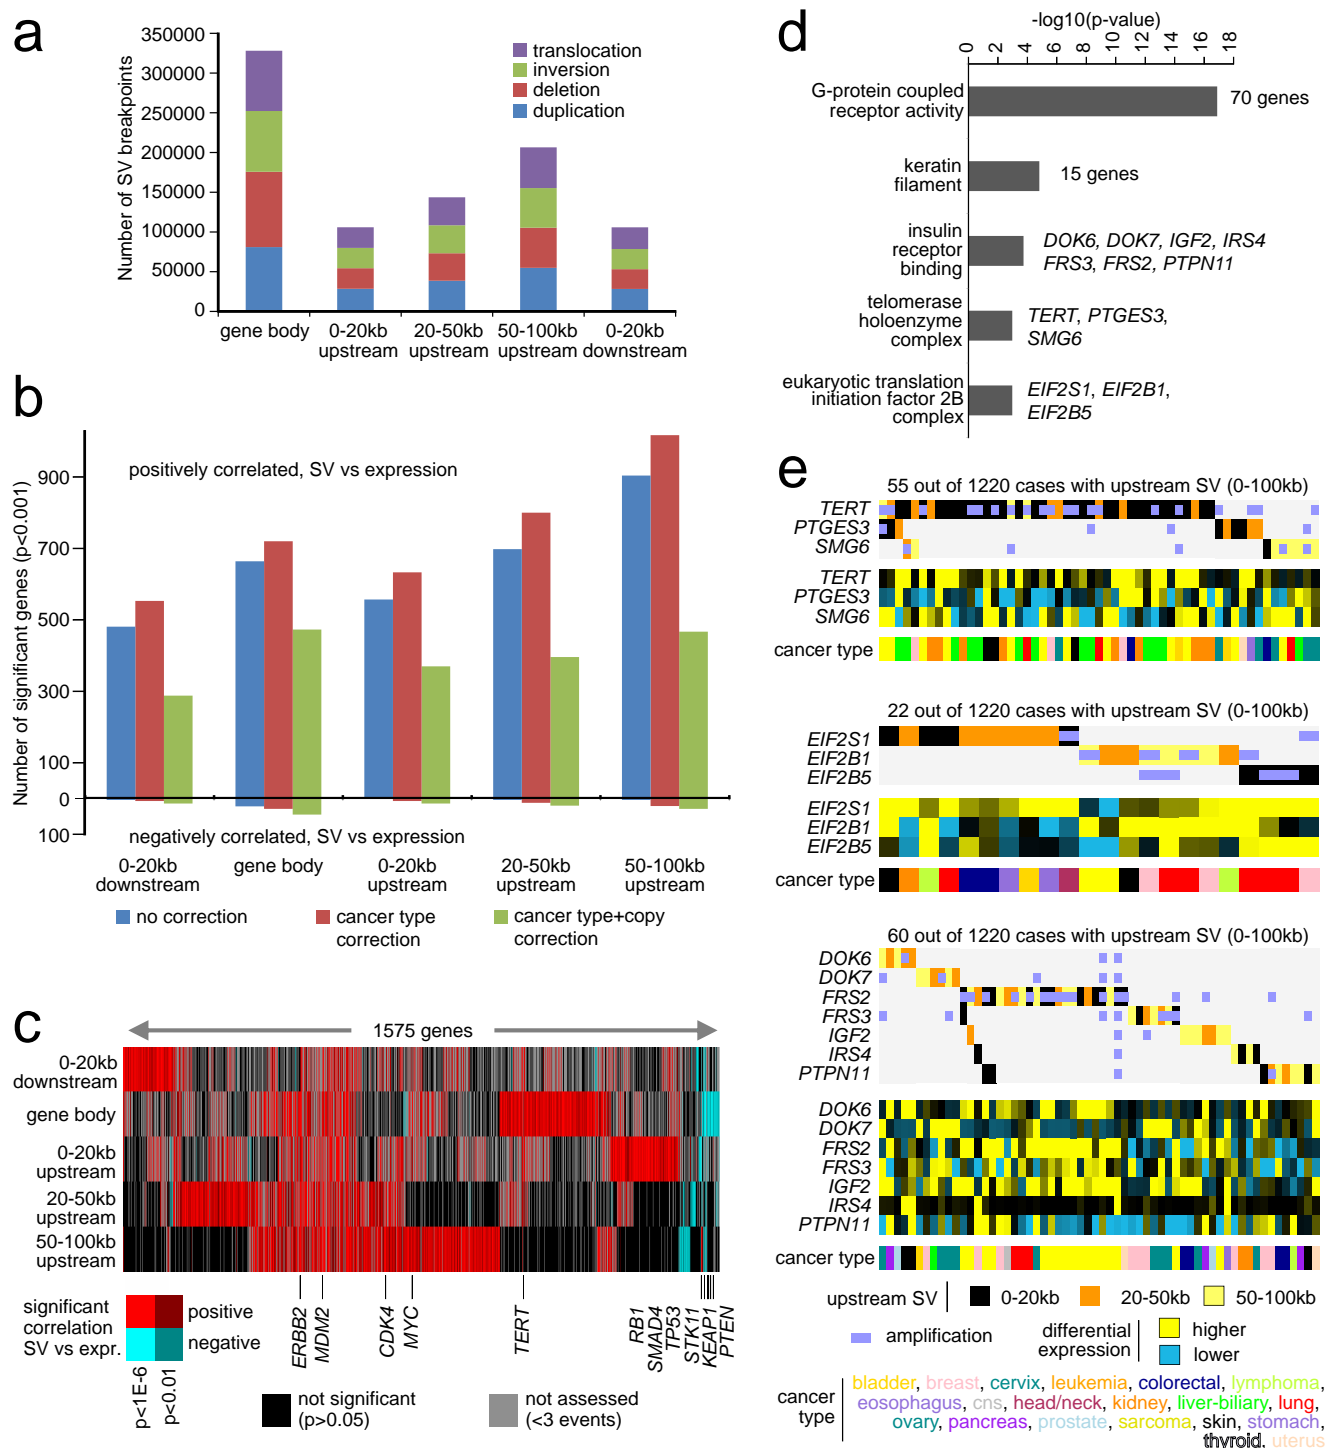 a
350000
300000
250000
200000
150000
100000
50000
0
Number of SV breakpoints
translocation
inversion
deletion
duplication
gene body
0-20kb
upstream
20-50kb
upstream
50-100kb
upstream
0-20kb
downstream
b
positively correlated, SV vs expression
Number of significant genes (p<0.001)
900
700
500
300
100
0
100
negatively correlated, SV vs expression
0-20kb
downstream
gene body
0-20kb
upstream
20-50kb
upstream
50-100kb
upstream
no correction
cancer type
correction
cancer type+copy
correction
c
1575 genes
0-20kb
downstream
gene body
0-20kb
upstream
20-50kb
upstream
50-100kb
upstream
ERBB2
MDM2
CDK4
MYC
TERT
RB1
SMAD4
TP53
STK11
KEAP1
PTEN
significant
correlation
SV vs expr.
positive
negative
p<1E-6
p<0.01
not significant
(p>0.05)
not assessed
(<3 events)
d
-log10(p-value)
0 2 4 6 8 10 12 14 16 18
G-protein coupled
receptor activity
70 genes
keratin
filament
15 genes
insulin
receptor
binding
DOK6, DOK7, IGF2, IRS4
FRS3, FRS2, PTPN11
telomerase
holoenzyme
complex
TERT, PTGES3,
SMG6
eukaryotic translation
initiation factor 2B
complex
EIF2S1, EIF2B1,
EIF2B5
e
55 out of 1220 cases with upstream SV (0-100kb)
TERT
PTGES3
SMG6
TERT
PTGES3
SMG6
cancer type
22 out of 1220 cases with upstream SV (0-100kb)
EIF2S1
EIF2B1
EIF2B5
EIF2S1
EIF2B1
EIF2B5
cancer type
60 out of 1220 cases with upstream SV (0-100kb)
DOK6
DOK7
FRS2
FRS3
IGF2
IRS4
PTPN11
DOK6
DOK7
FRS2
FRS3
IGF2
IRS4
PTPN11
cancer type
upstream SV
0-20kb
20-50kb
50-100kb
amplification
differential
expression
higher
lower
cancer
type
bladder, breast, cervix, leukemia, colorectal, lymphoma,
esophagus, cns, head/neck, kidney, liver-biliary, lung,
ovary, pancreas, prostate, sarcoma, skin, stomach,
thyroid, uterus